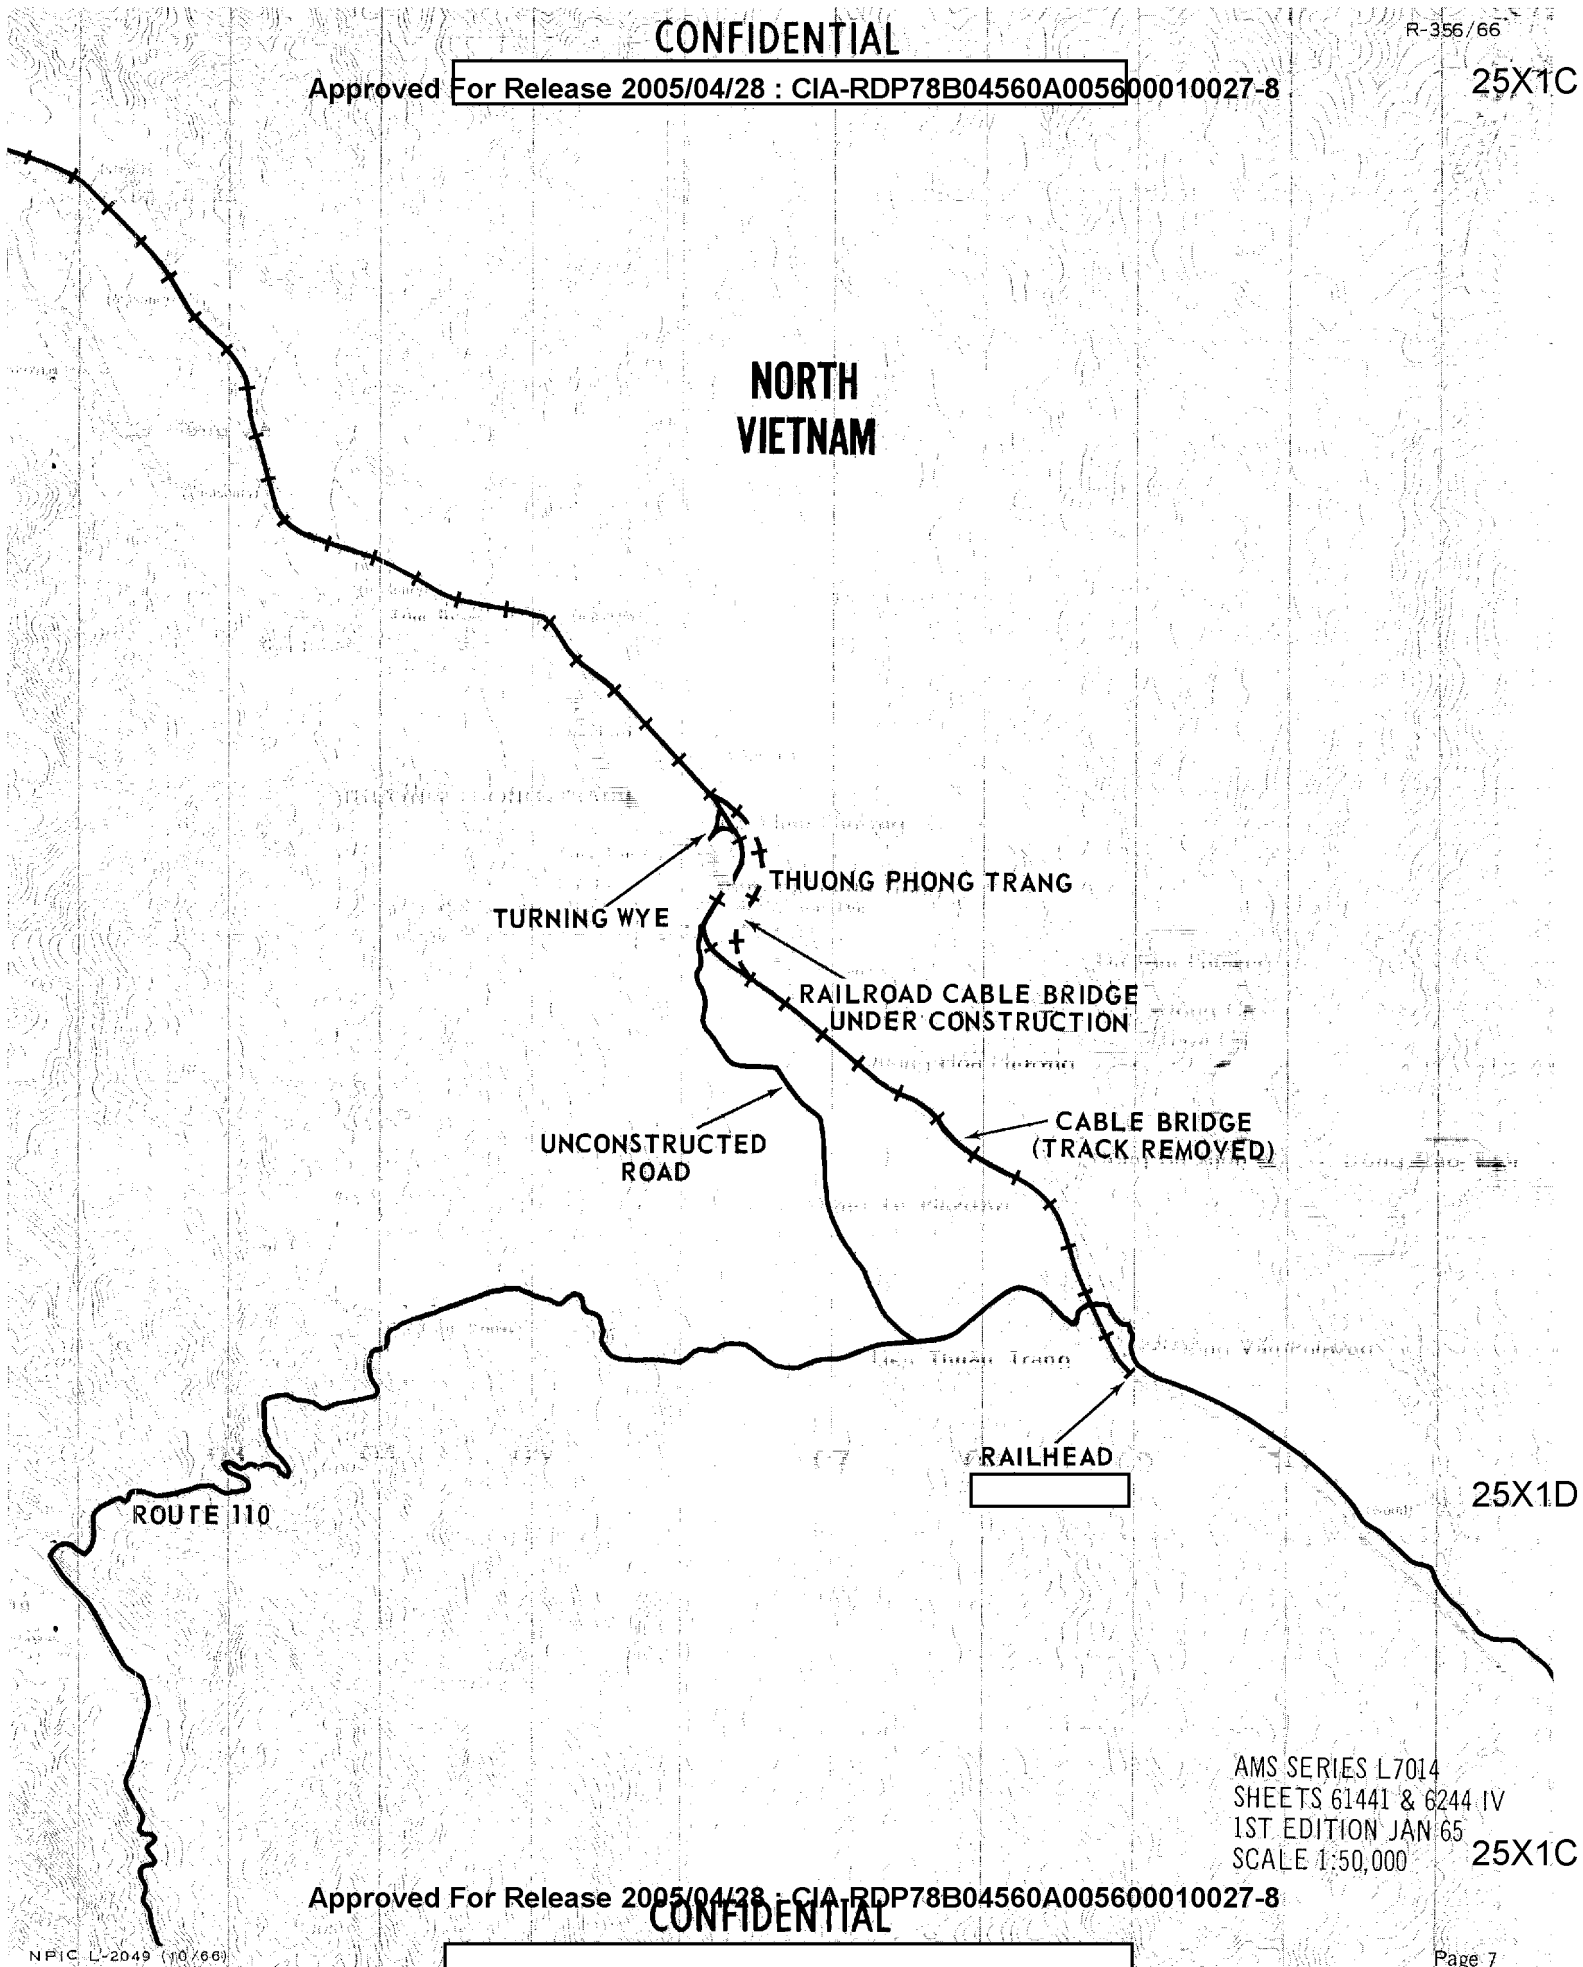 CONFIDENTIAL
R-356/66
Approved For Release 2005/04/28 : CIA-RDP78B04560A005600010027-8
25X1C
NORTH
VIETNAM
THUONG PHONG TRANG
TURNING WYE
RAILROAD CABLE BRIDGE
UNDER CONSTRUCTION
CABLE BRIDGE
(TRACK REMOVED)
UNCONSTRUCTED
ROAD
Trang
RAILHEAD
25X1D
ROUTE 110
AMS SERIES L7014
SHEETS 61441 & 6244 IV
1ST EDITION JAN 65
SCALE 1:50,000
25X1C
Approved For Release 2005/04/28 : CIA-RDP78B04560A005600010027-8
CONFIDENTIAL
NPIC L-2049 (10/66)
Page 7